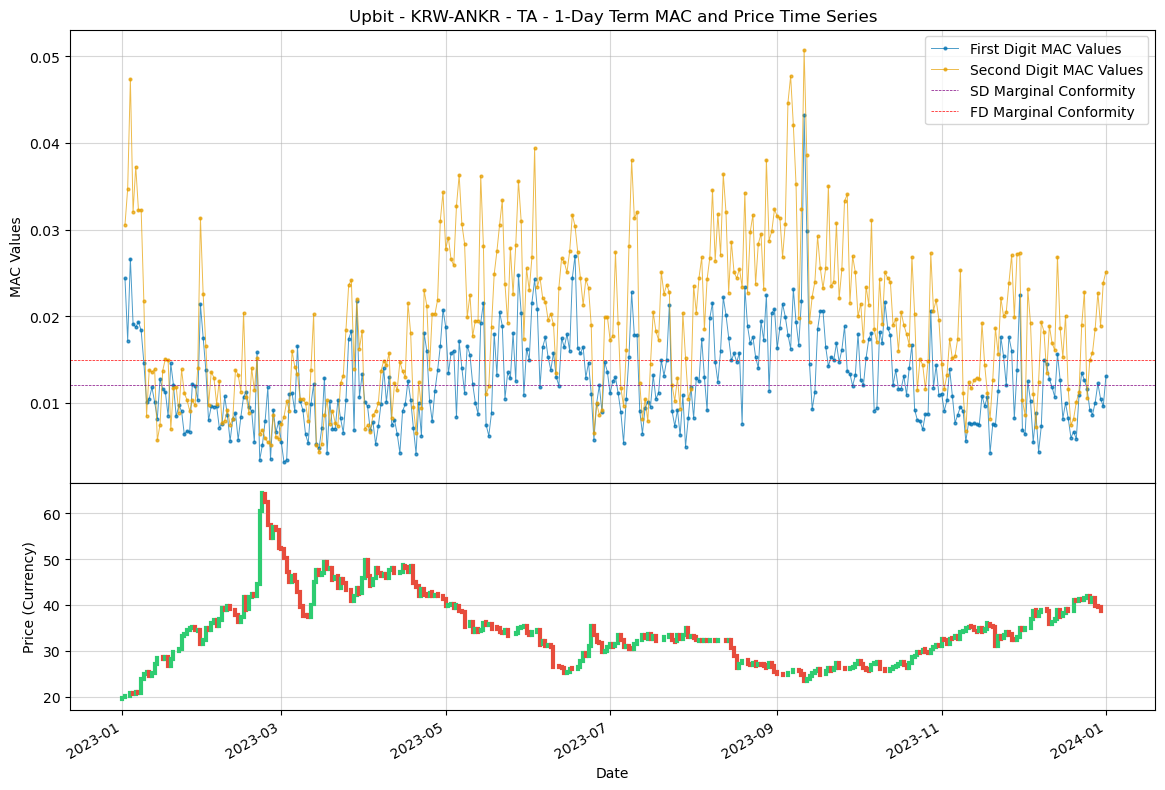 Upbit - KRW-ANKR - TA - 1-Day Term MAC and Price Time Series
First Digit MAC Values
Second Digit MAC Values
SD Marginal Conformity
FD Marginal Conformity
MAC Values
0.05
0.04
0.03
0.02
0.01
Price (Currency)
60
50
40
30
20
2023-01
2023-03
2023-05
2023-07
2023-09
2023-11
2024-01
Date